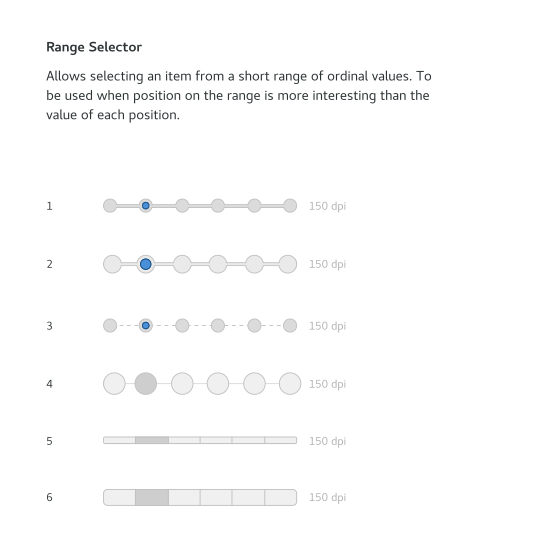 Range Selector
Allows selecting an item from a short range of ordinal values. To
be used when position on the range is more interesting than the
value of each position.
1 150 dpi
2 150 dpi
3 150 dpi
4 150 dpi
5 150 dpi
6 150 dpi